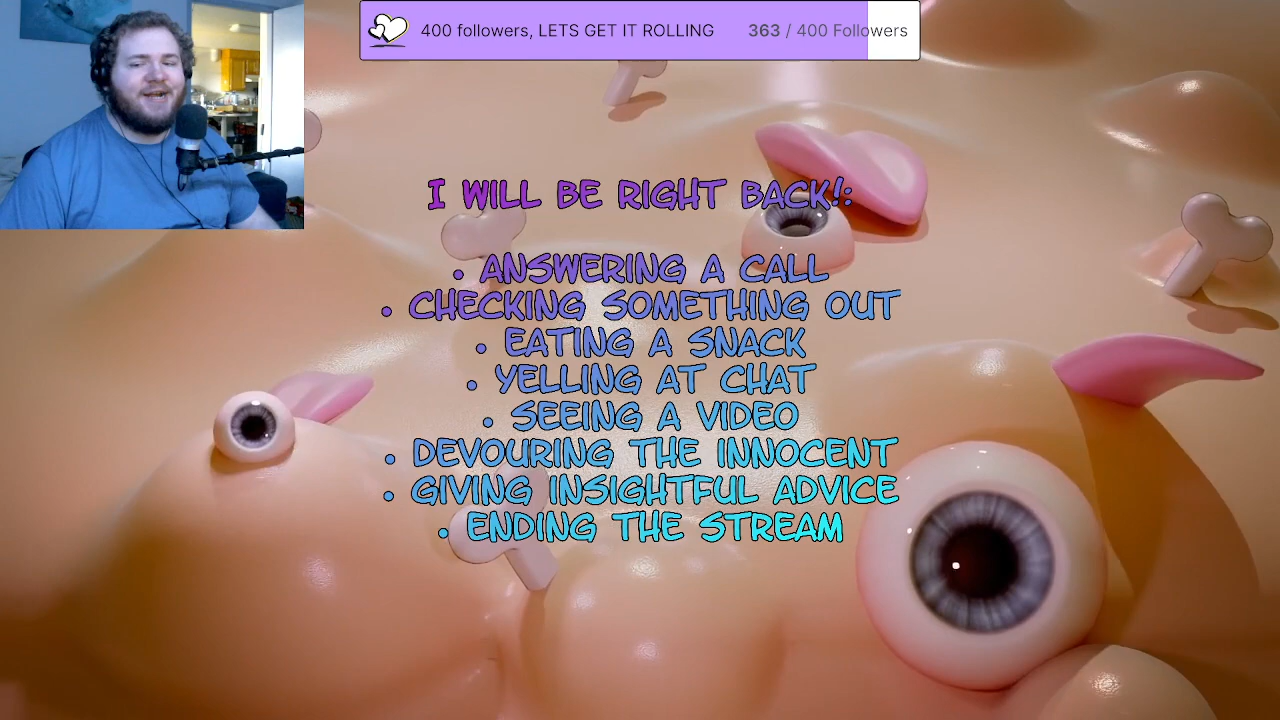 400 followers, LETS GET IT ROLLING 363 / 400 Followers
I WILL BE RIGHT BACK!:
• ANSWERING A CALL
• CHECKING SOMETHING OUT
• EATING A SNACK
• YELLING AT CHAT
• SEEING A VIDEO
• DEVOURING THE INNOCENT
• GIVING INSIGHTFUL ADVICE
• ENDING THE STREAM